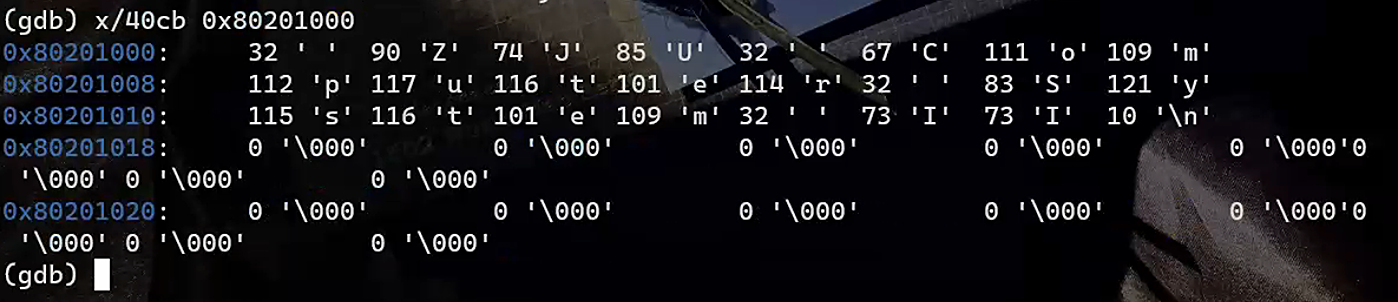 (gdb) x/40cb 0x80201000
0x80201000:     32 ' '  90 'Z'  74 'J'  85 'U'  32 ' '  67 'C'  111 'o' 109 'm'
0x80201008:     112 'p' 117 'u' 116 't' 101 'e' 114 'r' 32 ' '  83 'S'  121 'y'
0x80201010:     115 's' 116 't' 101 'e' 109 'm' 32 ' '  73 'I'  73 'I'  10 '\n'
0x80201018:     0 '\000'        0 '\000'        0 '\000'        0 '\000'        0 '\000'0
 '\000' 0 '\000'        0 '\000'
0x80201020:     0 '\000'        0 '\000'        0 '\000'        0 '\000'        0 '\000'0
 '\000' 0 '\000'        0 '\000'
(gdb)